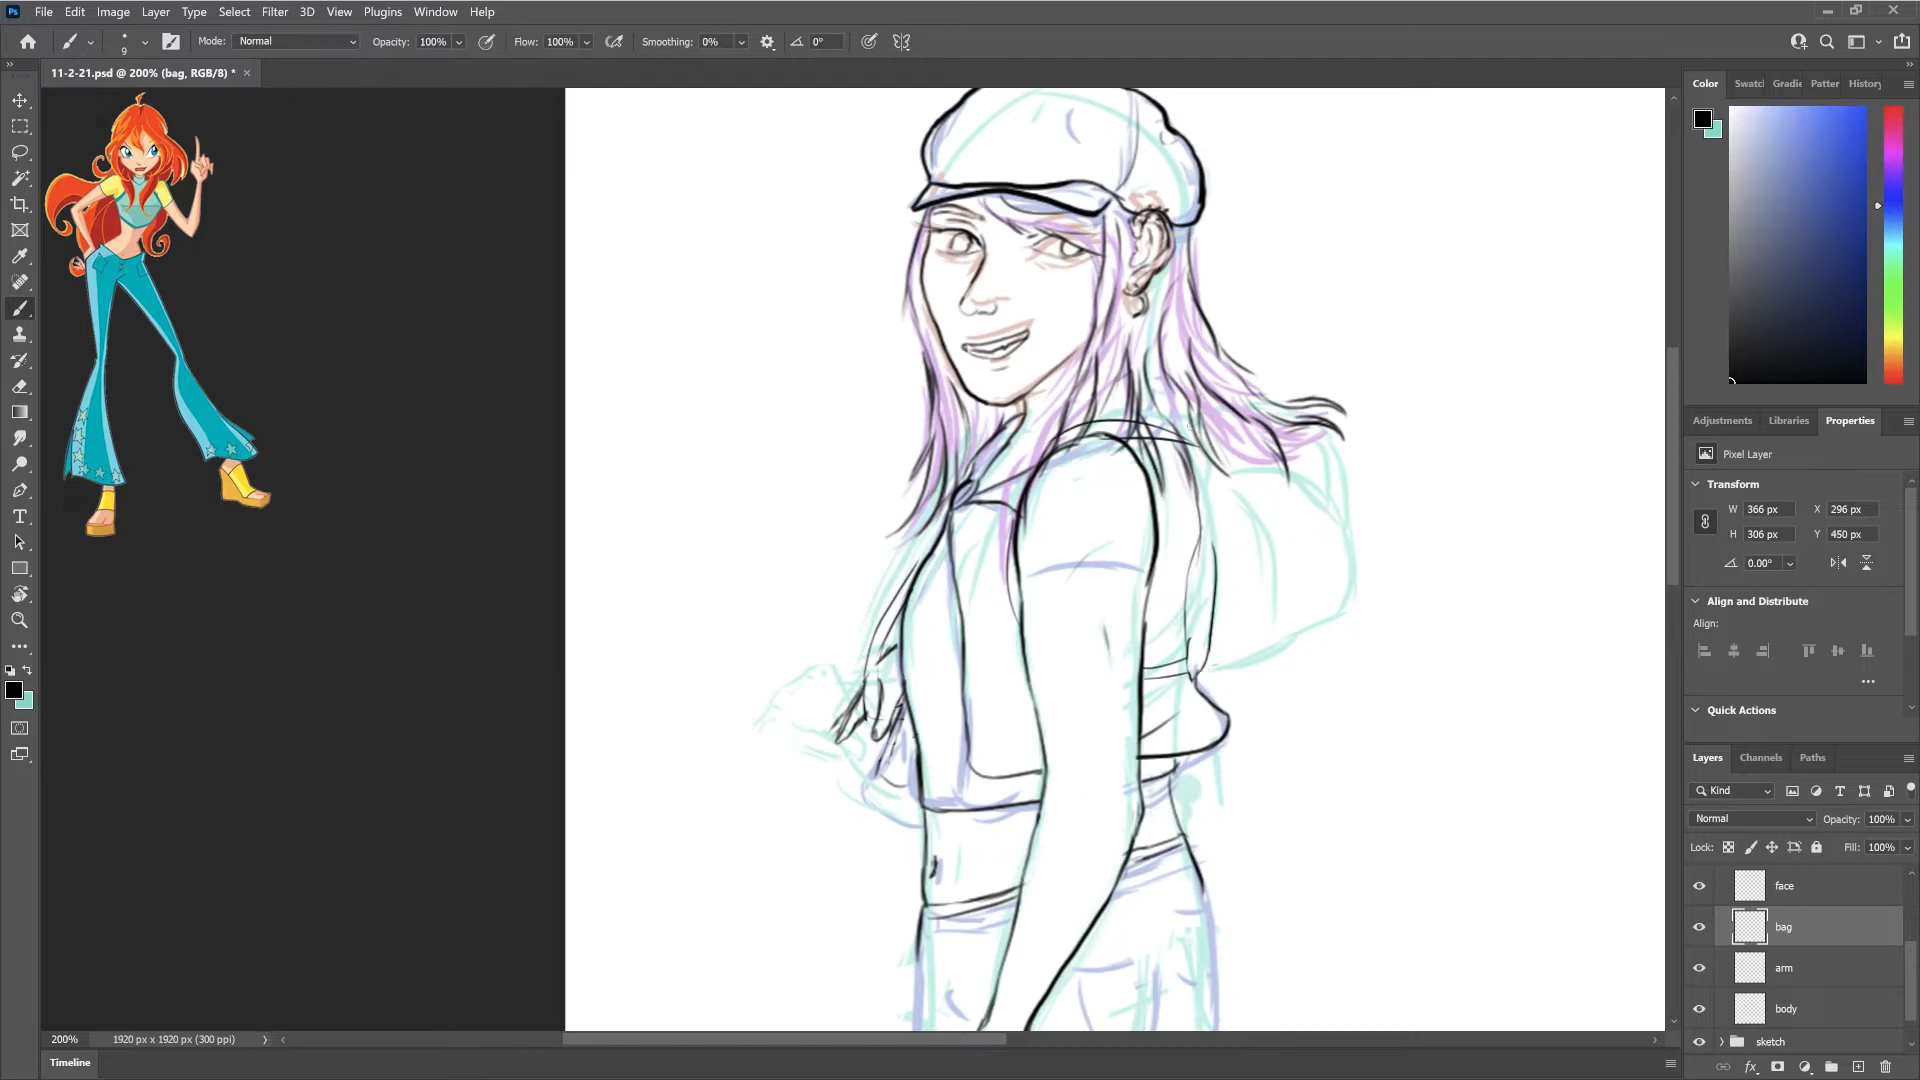 File Edit Image Layer Type Select Filter 3D View Plugins Window Help
9 Mode: Normal Opacity: 100% Flow: 100% Smoothing: 0% 0°
11-2-21.psd @ 200% (bag, RGB/8) * ×
Color Swatc Gradi Patter History
Adjustments Libraries Properties
Pixel Layer
Transform
W 366 px X 296 px
H 306 px Y 450 px
0.00°
Align and Distribute
Align:
Quick Actions
Layers Channels Paths
Kind
Normal Opacity: 100%
Lock: Fill: 100%
face
bag
arm
body
sketch
200% 1920 px x 1920 px (300 ppi)
Timeline